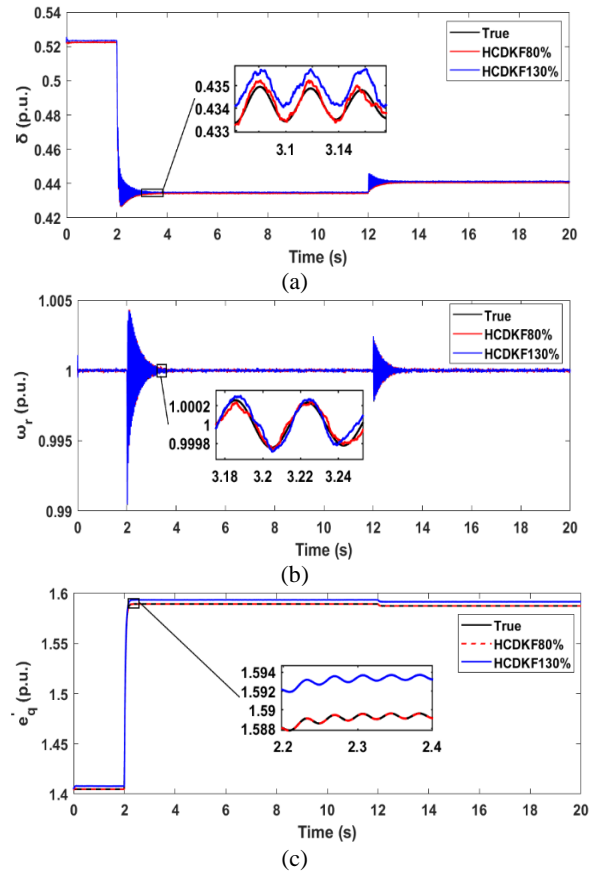 0.54
0.52
0.5
0.48
0.46
0.44
0.42
δ (p.u.)
True
HCDKF80%
HCDKF130%
0.435
0.434
0.433
3.1 3.14
0 2 4 6 8 10 12 14 16 18 20
Time (s)
(a)
1.005
1
0.995
0.99
ω_r (p.u.)
True
HCDKF80%
HCDKF130%
1.0002
1
0.9998
3.18 3.2 3.22 3.24
0 2 4 6 8 10 12 14 16 18 20
Time (s)
(b)
1.6
1.55
1.5
1.45
1.4
e'_q (p.u.)
True
HCDKF80%
HCDKF130%
1.594
1.592
1.59
1.588
2.2 2.3 2.4
0 2 4 6 8 10 12 14 16 18 20
Time (s)
(c)